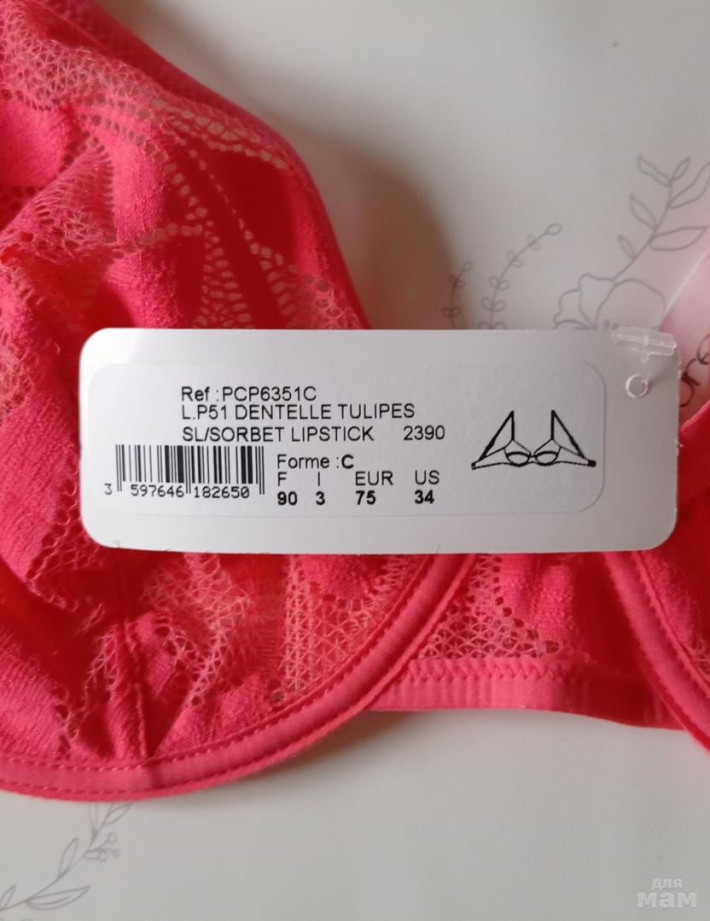 Ref :PCP6351C
L.P51 DENTELLE TULIPES
SL/SORBET LIPSTICK 2390
Forme :C
F I EUR US
90 3 75 34
3 597646 182650
для
мам